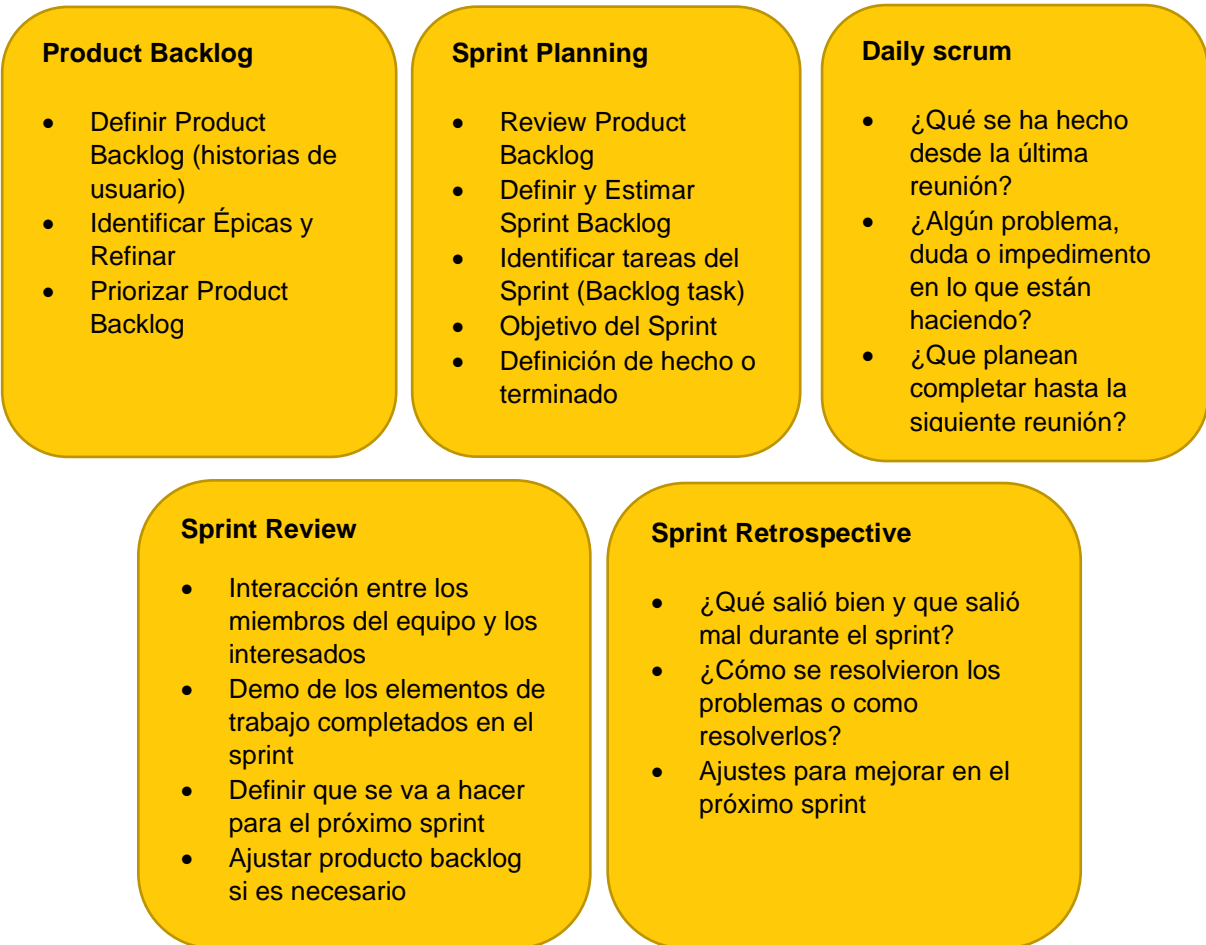 Product Backlog
• Definir Product
Backlog (historias de
usuario)
• Identificar Épicas y
Refinar
• Priorizar Product
Backlog
Sprint Planning
• Review Product
Backlog
• Definir y Estimar
Sprint Backlog
• Identificar tareas del
Sprint (Backlog task)
• Objetivo del Sprint
• Definición de hecho o
terminado
Daily scrum
• ¿Qué se ha hecho
desde la última
reunión?
• ¿Algún problema,
duda o impedimento
en lo que están
haciendo?
• ¿Que planean
completar hasta la
siguiente reunión?
Sprint Review
• Interacción entre los
miembros del equipo y los
interesados
• Demo de los elementos de
trabajo completados en el
sprint
• Definir que se va a hacer
para el próximo sprint
• Ajustar producto backlog
si es necesario
Sprint Retrospective
• ¿Qué salió bien y que salió
mal durante el sprint?
• ¿Cómo se resolvieron los
problemas o como
resolverlos?
• Ajustes para mejorar en el
próximo sprint